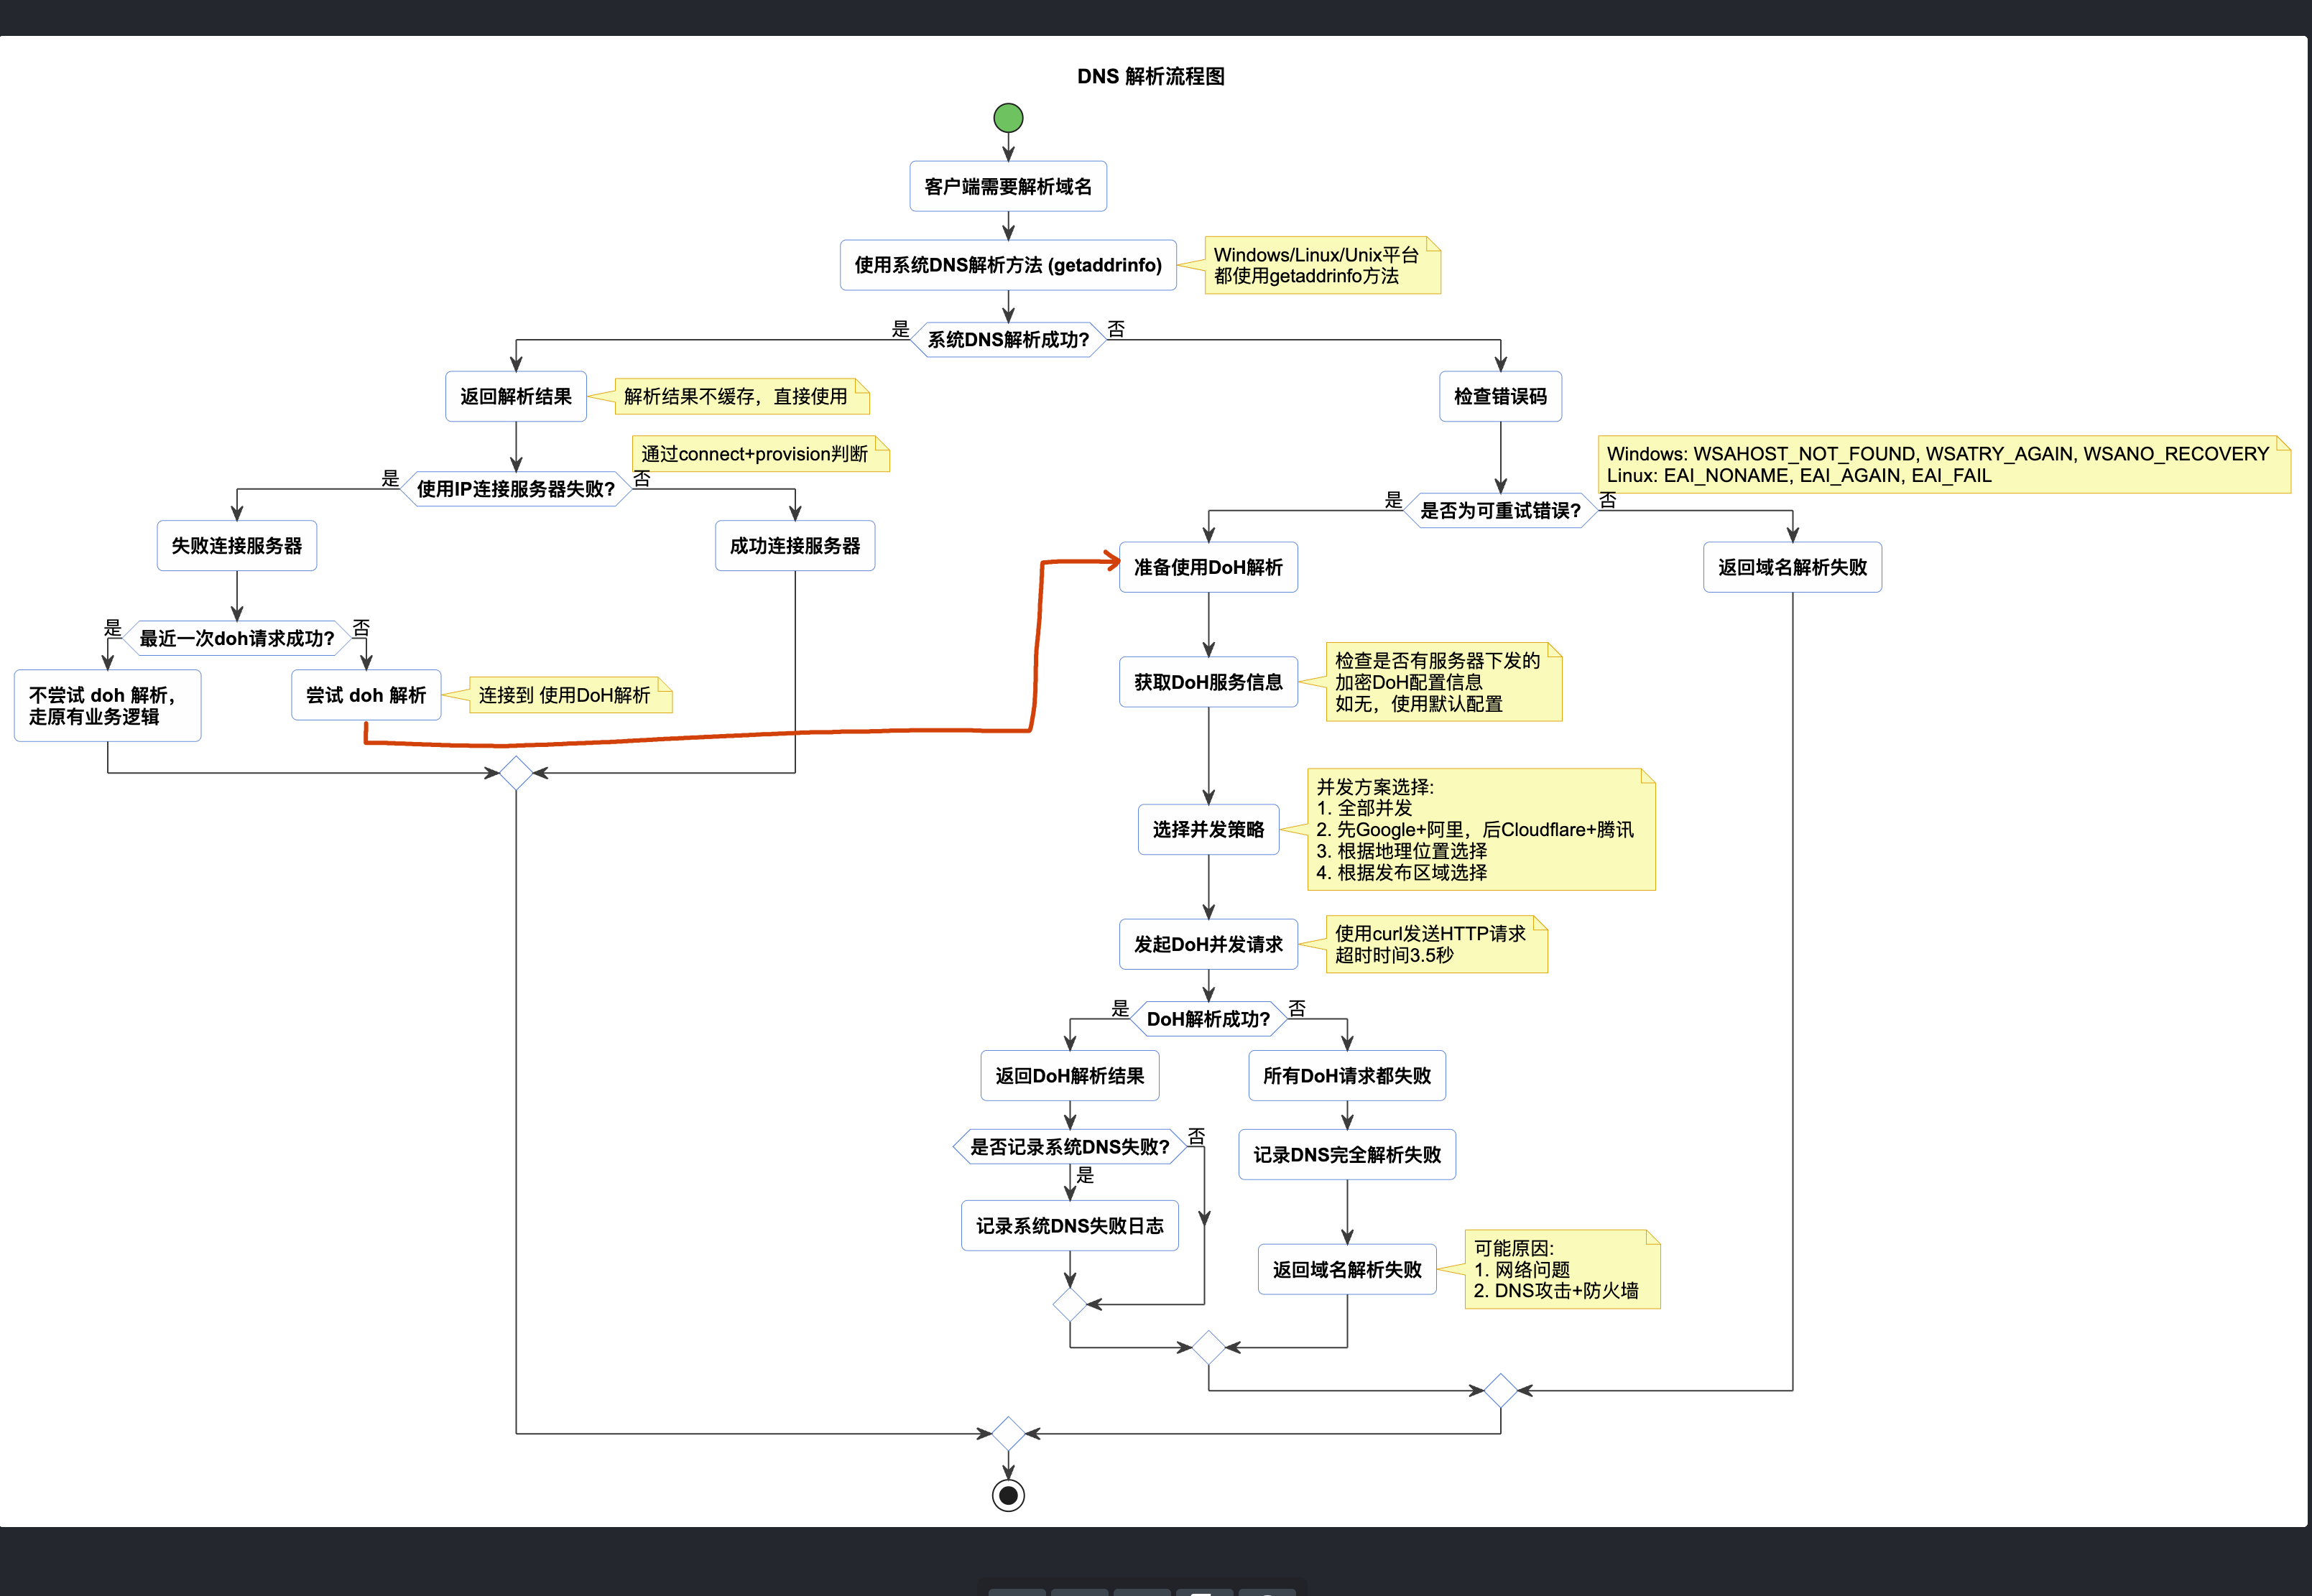 DNS 解析流程图
客户端需要解析域名
使用系统DNS解析方法 (getaddrinfo)
Windows/Linux/Unix平台
都使用getaddrinfo方法
是
系统DNS解析成功?
否
返回解析结果
解析结果不缓存，直接使用
通过connect+provision判断
是
使用IP连接服务器失败?
否
失败连接服务器
成功连接服务器
是
最近一次doh请求成功?
否
不尝试 doh 解析，
走原有业务逻辑
尝试 doh 解析
连接到 使用DoH解析
检查错误码
Windows: WSAHOST_NOT_FOUND, WSATRY_AGAIN, WSANO_RECOVERY
Linux: EAI_NONAME, EAI_AGAIN, EAI_FAIL
是
是否为可重试错误?
否
准备使用DoH解析
返回域名解析失败
获取DoH服务信息
检查是否有服务器下发的
加密DoH配置信息
如无，使用默认配置
选择并发策略
并发方案选择:
1. 全部并发
2. 先Google+阿里，后Cloudflare+腾讯
3. 根据地理位置选择
4. 根据发布区域选择
发起DoH并发请求
使用curl发送HTTP请求
超时时间3.5秒
是
DoH解析成功?
否
返回DoH解析结果
所有DoH请求都失败
是否记录系统DNS失败?
否
是
记录系统DNS失败日志
记录DNS完全解析失败
返回域名解析失败
可能原因:
1. 网络问题
2. DNS攻击+防火墙